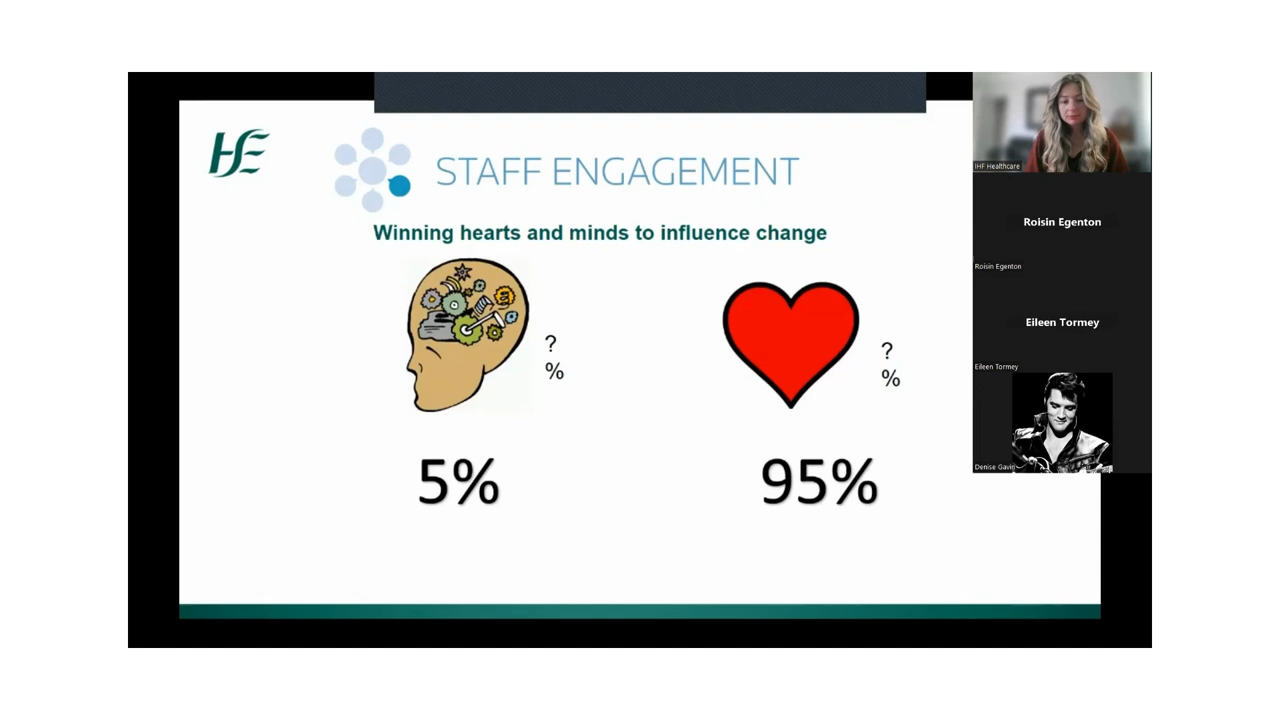 HSE
STAFF ENGAGEMENT
Winning hearts and minds to influence change
?
%
?
%
5%
95%
IHF Healthcare
Roisin Egenton
Roisin Egenton
Eileen Tormey
Eileen Tormey
Denise Gavin